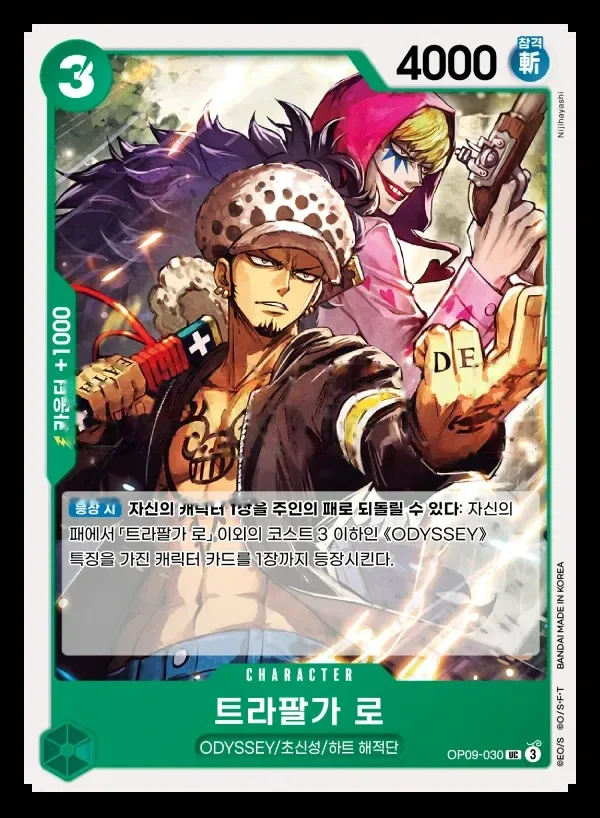 3
4000
참격
斬
Nijihayashi
카운터 +1000
D E
등장 시 자신의 캐릭터 1장을 주인의 패로 되돌릴 수 있다: 자신의
패에서 「트라팔가 로」 이외의 코스트 3 이하인 《ODYSSEY》
특징을 가진 캐릭터 카드를 1장까지 등장시킨다.
CHARACTER
트라팔가 로
ODYSSEY/초신성/하트 해적단
OP09-030 UC 3
©EO/S ©O/S·F·T BANDAI MADE IN KOREA